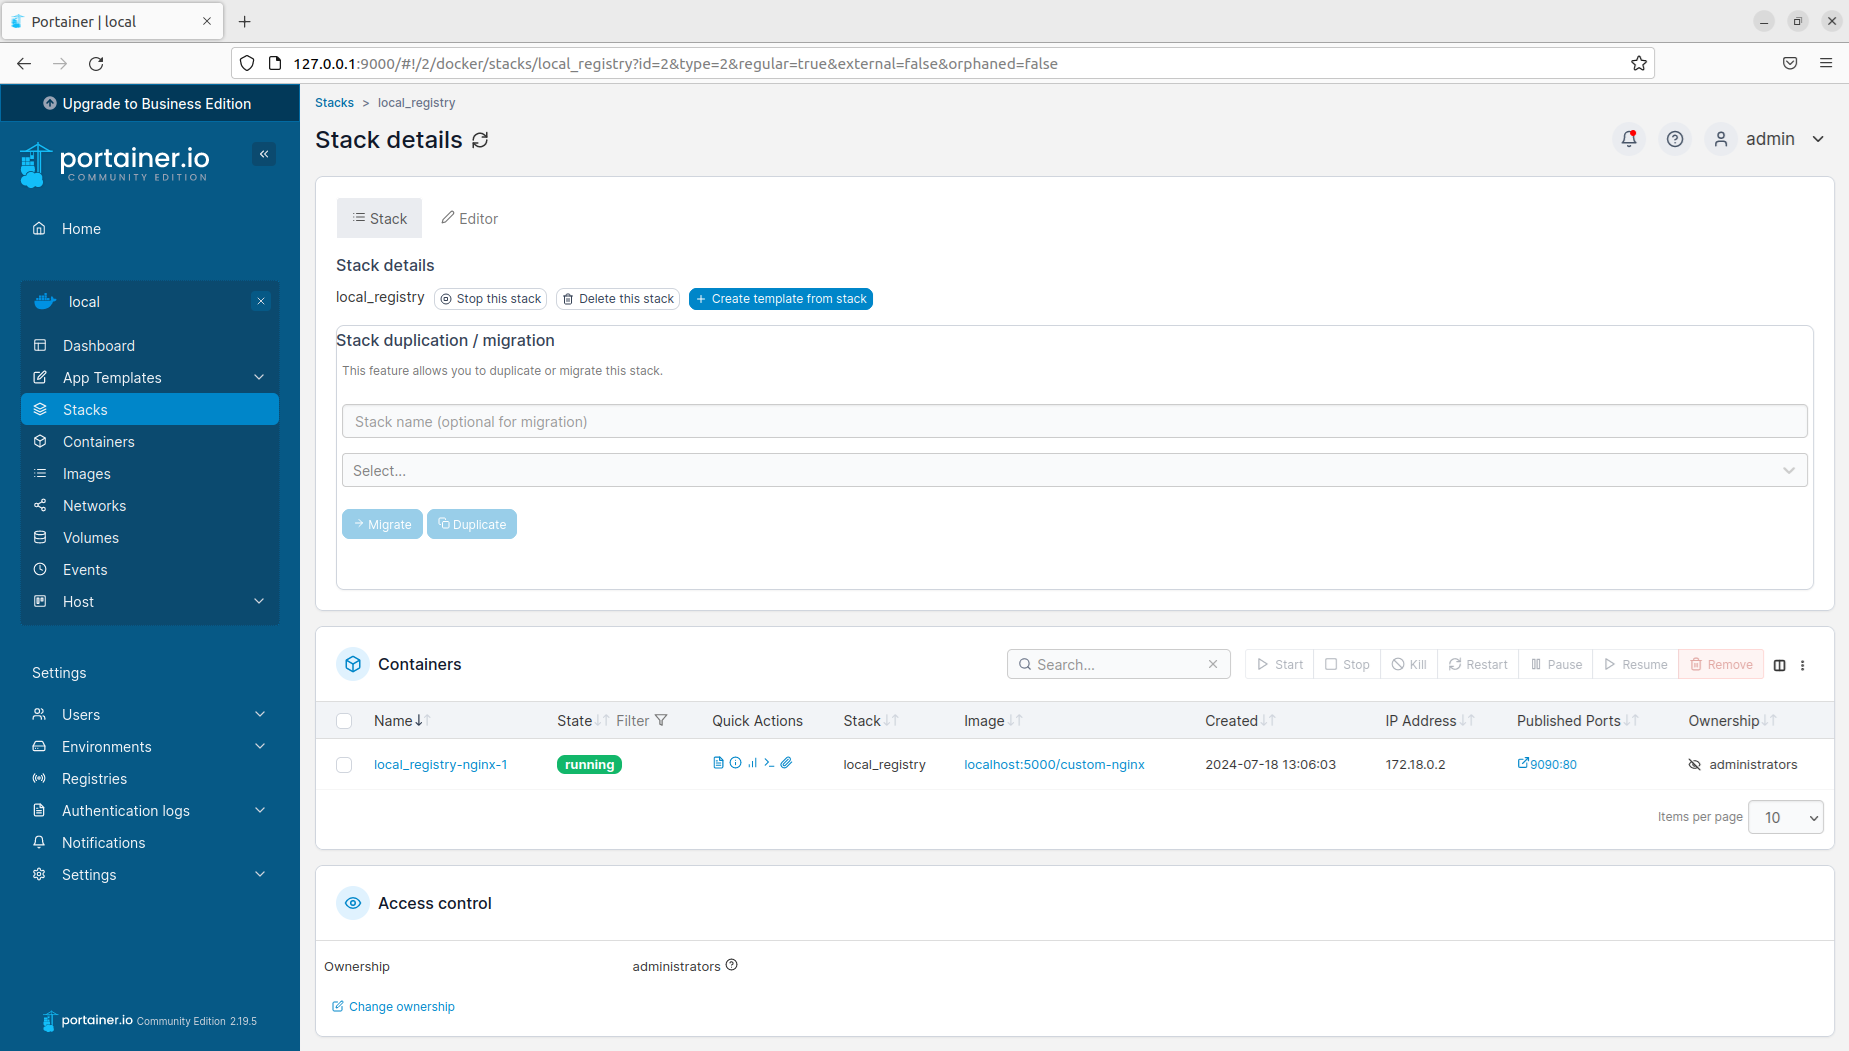 Portainer | local
127.0.0.1:9000/#!/2/docker/stacks/local_registry?id=2&type=2&regular=true&external=false&orphaned=false
Upgrade to Business Edition
portainer.io
COMMUNITY EDITION
Home
local
Dashboard
App Templates
Stacks
Containers
Images
Networks
Volumes
Events
Host
Settings
Users
Environments
Registries
Authentication logs
Notifications
Settings
portainer.io Community Edition 2.19.5
Stacks > local_registry
Stack details
admin
Stack Editor
Stack details
local_registry Stop this stack Delete this stack + Create template from stack
Stack duplication / migration
This feature allows you to duplicate or migrate this stack.
Stack name (optional for migration)
Select...
Migrate Duplicate
Containers Search... Start Stop Kill Restart Pause Resume Remove
Name State Filter Quick Actions Stack Image Created IP Address Published Ports Ownership
local_registry-nginx-1 running local_registry localhost:5000/custom-nginx 2024-07-18 13:06:03 172.18.0.2 9090:80 administrators
Items per page 10
Access control
Ownership administrators
Change ownership